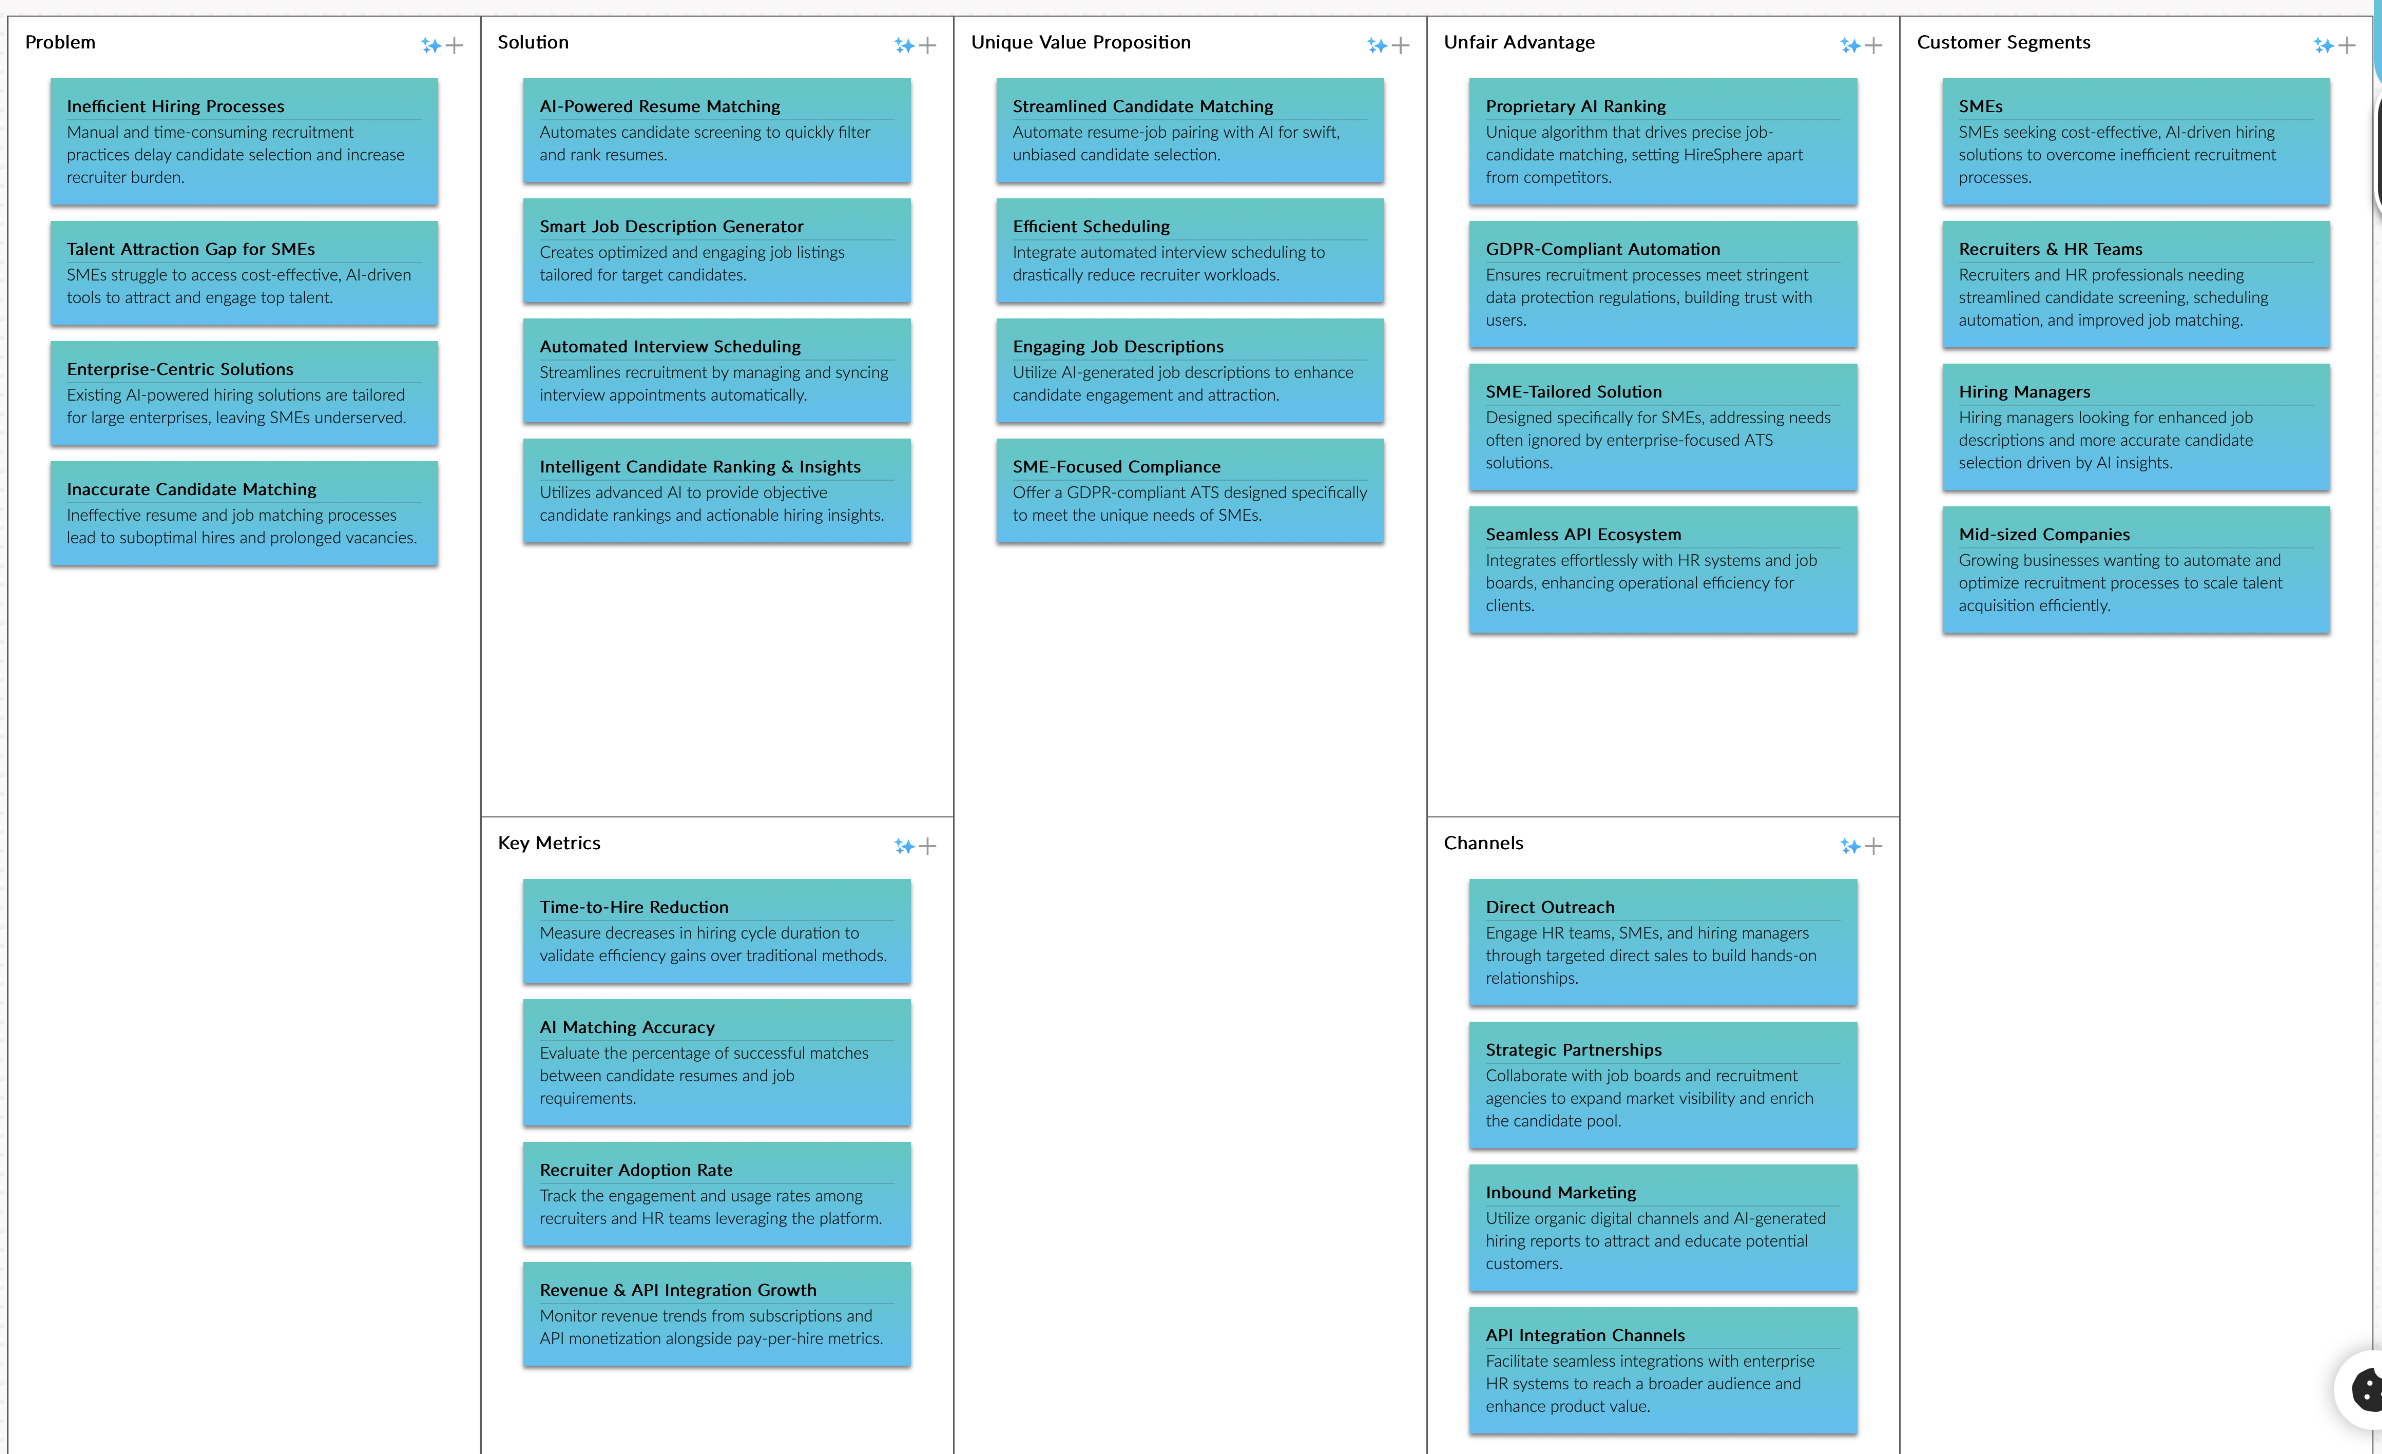 Problem
Inefficient Hiring Processes
Manual and time-consuming recruitment
practices delay candidate selection and increase
recruiter burden.
Talent Attraction Gap for SMEs
SMEs struggle to access cost-effective, AI-driven
tools to attract and engage top talent.
Enterprise-Centric Solutions
Existing AI-powered hiring solutions are tailored
for large enterprises, leaving SMEs underserved.
Inaccurate Candidate Matching
Ineffective resume and job matching processes
lead to suboptimal hires and prolonged vacancies.
Solution
AI-Powered Resume Matching
Automates candidate screening to quickly filter
and rank resumes.
Smart Job Description Generator
Creates optimized and engaging job listings
tailored for target candidates.
Automated Interview Scheduling
Streamlines recruitment by managing and syncing
interview appointments automatically.
Intelligent Candidate Ranking & Insights
Utilizes advanced AI to provide objective
candidate rankings and actionable hiring insights.
Key Metrics
Time-to-Hire Reduction
Measure decreases in hiring cycle duration to
validate efficiency gains over traditional methods.
AI Matching Accuracy
Evaluate the percentage of successful matches
between candidate resumes and job
requirements.
Recruiter Adoption Rate
Track the engagement and usage rates among
recruiters and HR teams leveraging the platform.
Revenue & API Integration Growth
Monitor revenue trends from subscriptions and
API monetization alongside pay-per-hire metrics.
Unique Value Proposition
Streamlined Candidate Matching
Automate resume-job pairing with AI for swift,
unbiased candidate selection.
Efficient Scheduling
Integrate automated interview scheduling to
drastically reduce recruiter workloads.
Engaging Job Descriptions
Utilize AI-generated job descriptions to enhance
candidate engagement and attraction.
SME-Focused Compliance
Offer a GDPR-compliant ATS designed specifically
to meet the unique needs of SMEs.
Unfair Advantage
Proprietary AI Ranking
Unique algorithm that drives precise job-
candidate matching, setting HireSphere apart
from competitors.
GDPR-Compliant Automation
Ensures recruitment processes meet stringent
data protection regulations, building trust with
users.
SME-Tailored Solution
Designed specifically for SMEs, addressing needs
often ignored by enterprise-focused ATS
solutions.
Seamless API Ecosystem
Integrates effortlessly with HR systems and job
boards, enhancing operational efficiency for
clients.
Channels
Direct Outreach
Engage HR teams, SMEs, and hiring managers
through targeted direct sales to build hands-on
relationships.
Strategic Partnerships
Collaborate with job boards and recruitment
agencies to expand market visibility and enrich
the candidate pool.
Inbound Marketing
Utilize organic digital channels and AI-generated
hiring reports to attract and educate potential
customers.
API Integration Channels
Facilitate seamless integrations with enterprise
HR systems to reach a broader audience and
enhance product value.
Customer Segments
SMEs
SMEs seeking cost-effective, AI-driven hiring
solutions to overcome inefficient recruitment
processes.
Recruiters & HR Teams
Recruiters and HR professionals needing
streamlined candidate screening, scheduling
automation, and improved job matching.
Hiring Managers
Hiring managers looking for enhanced job
descriptions and more accurate candidate
selection driven by AI insights.
Mid-sized Companies
Growing businesses wanting to automate and
optimize recruitment processes to scale talent
acquisition efficiently.